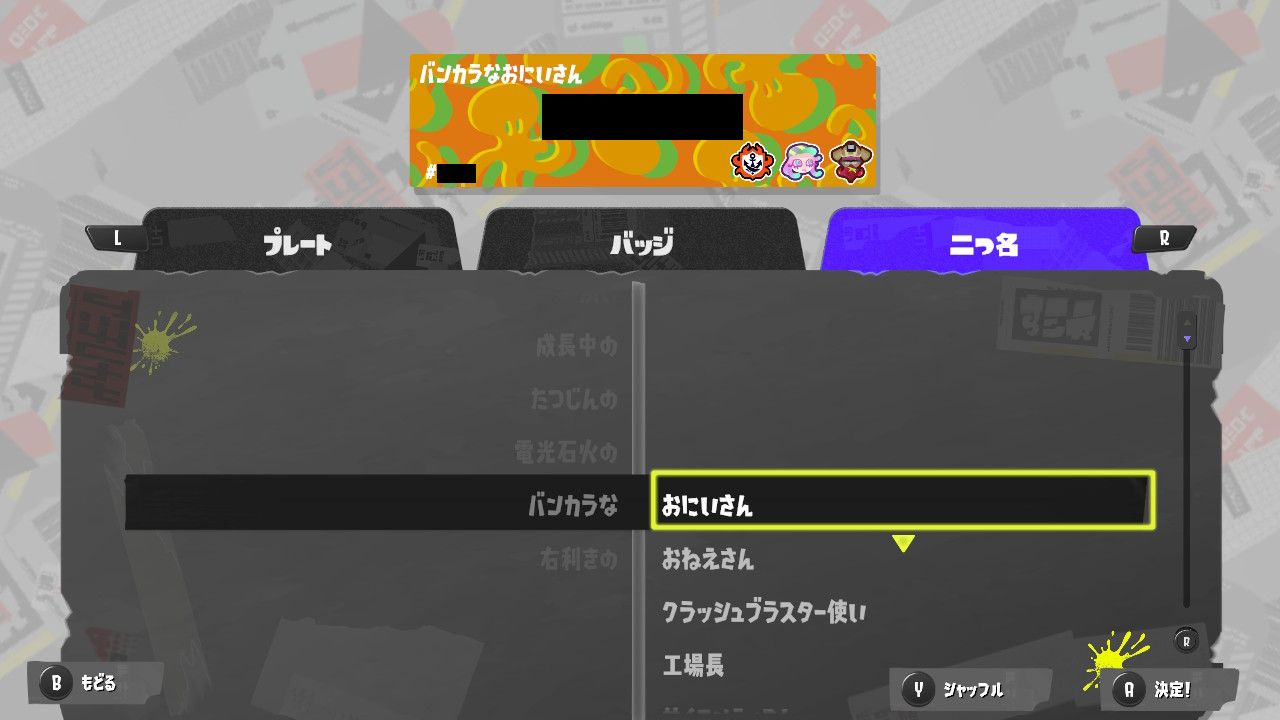 バンカラなおにいさん
#
L
プレート
バッジ
二つ名
R
成長中の
たつじんの
電光石火の
バンカラな
おにいさん
右利きの
おねえさん
クラッシュブラスター使い
工場長
R
B もどる
Y シャッフル
A 決定!